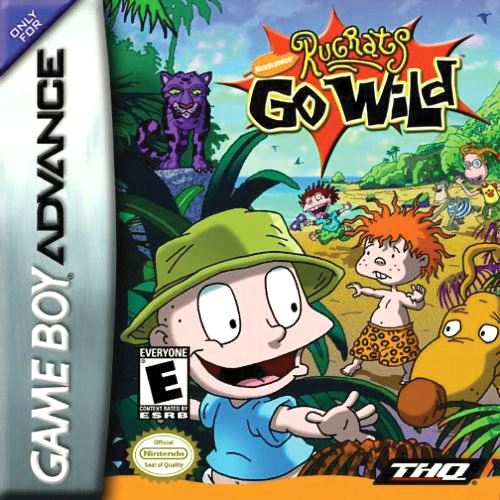 ONLY
FOR
GAME BOY ADVANCE
NICKELODEON
RUGRATS
GO WILD
EVERYONE
E
CONTENT RATED BY
ESRB
Official
Nintendo
Seal of Quality
THQ